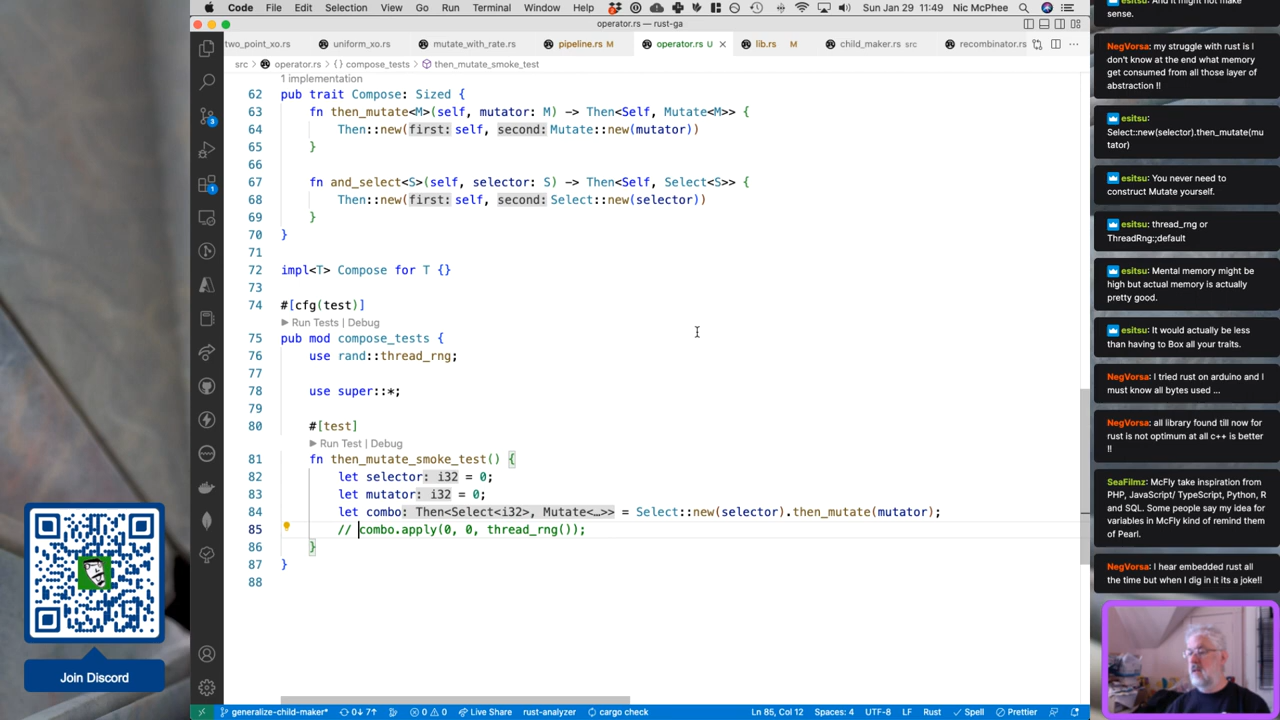 Code File Edit Selection View Go Run Terminal Window Help Sun Jan 29 11:49 Nic McPhee
operator.rs — rust-ga
two_point_xo.rs uniform_xo.rs mutate_with_rate.rs pipeline.rs M operator.rs U lib.rs M child_maker.rs src recombinator.rs
src > operator.rs > {} compose_tests > then_mutate_smoke_test
1 implementation
62 pub trait Compose: Sized {
63 fn then_mutate<M>(self, mutator: M) -> Then<Self, Mutate<M>> {
64 Then::new(first: self, second: Mutate::new(mutator))
65 }
66
67 fn and_select<S>(self, selector: S) -> Then<Self, Select<S>> {
68 Then::new(first: self, second: Select::new(selector))
69 }
70 }
71
72 impl<T> Compose for T {}
73
74 #[cfg(test)]
Run Tests | Debug
75 pub mod compose_tests {
76 use rand::thread_rng;
77
78 use super::*;
79
80 #[test]
Run Test | Debug
81 fn then_mutate_smoke_test() {
82 let selector: i32 = 0;
83 let mutator: i32 = 0;
84 let combo: Then<Select<i32>, Mutate<…>> = Select::new(selector).then_mutate(mutator);
85 // combo.apply(0, 0, thread_rng());
86 }
87 }
88
generalize-child-maker* 0↓ 7↑ 0 0 Live Share rust-analyzer cargo check Ln 85, Col 12 Spaces: 4 UTF-8 LF Rust Spell Prettier
3
1
Join Discord
esitsu: And it might not make
sense.
NegVorsa: my struggle with rust is I
don't know at the end what memory
get consumed from all those layer of
abstraction !!
esitsu:
Select::new(selector).then_mutate(mu
tator)
esitsu: You never need to
construct Mutate yourself.
esitsu: thread_rng or
ThreadRng:;default
esitsu: Mental memory might be
high but actual memory is actually
pretty good.
esitsu: It would actually be less
than having to Box all your traits.
NegVorsa: I tried rust on arduino and I
must know all bytes used ...
NegVorsa: all library found till now for
rust is not optimum at all c++ is better
!!
SeaFilmz: McFly take inspiration from
PHP, JavaScript/ TypeScript, Python, R
and SQL. Some people say my idea for
variables in McFly kind of remind them
of Pearl.
NegVorsa: I hear embedded rust all
the time but when I dig in it its a joke!!